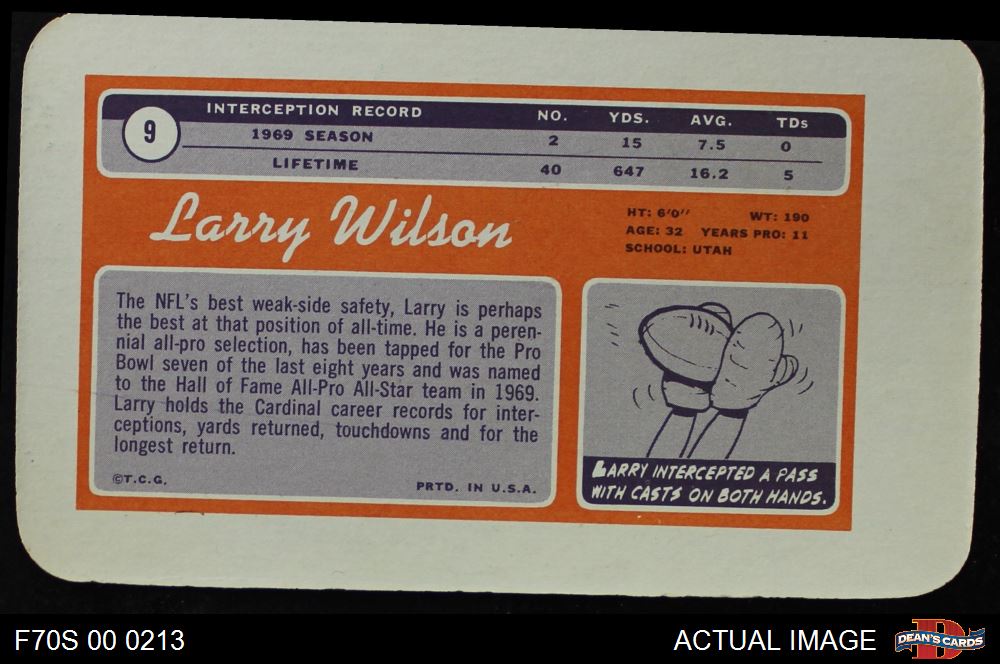 9
INTERCEPTION RECORD NO. YDS. AVG. TDs
1969 SEASON 2 15 7.5 0
LIFETIME 40 647 16.2 5
Larry Wilson
HT: 6'0" WT: 190
AGE: 32 YEARS PRO: 11
SCHOOL: UTAH
The NFL's best weak-side safety, Larry is perhaps
the best at that position of all-time. He is a peren-
nial all-pro selection, has been tapped for the Pro
Bowl seven of the last eight years and was named
to the Hall of Fame All-Pro All-Star team in 1969.
Larry holds the Cardinal career records for inter-
ceptions, yards returned, touchdowns and for the
longest return.
©T.C.G. PRTD. IN U.S.A.
LARRY INTERCEPTED A PASS
WITH CASTS ON BOTH HANDS.
F70S 00 0213 ACTUAL IMAGE D DEAN'S CARDS